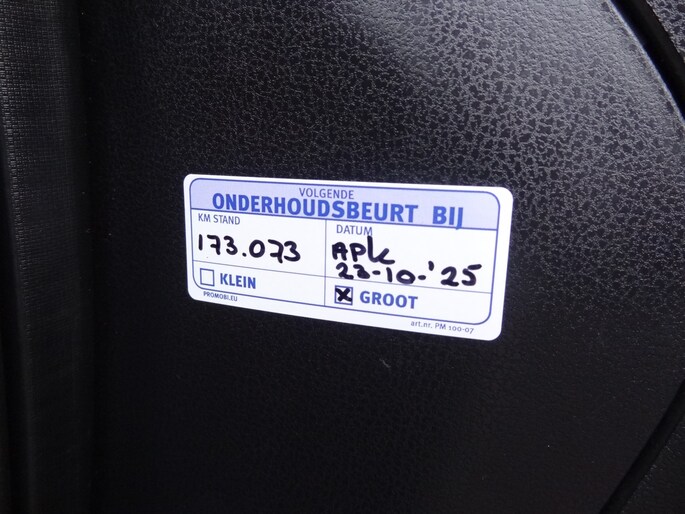 VOLGENDE
ONDERHOUDSBEURT BIJ
KM STAND
173.073
DATUM
APK
23-10-'25
KLEIN
GROOT
PROMOBI.EU
art.nr. PM 100-07